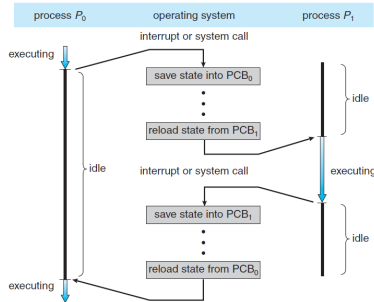 process P0 operating system process P1
interrupt or system call
executing
save state into PCB0
idle
reload state from PCB1
idle
interrupt or system call
executing
save state into PCB1
idle
reload state from PCB0
executing